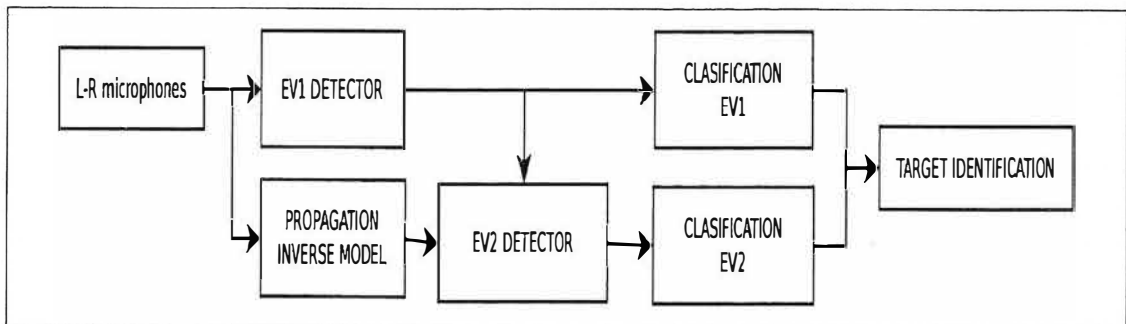 L-R microphones
EV1 DETECTOR
CLASIFICATION
EV1
TARGET IDENTIFICATION
PROPAGATION
INVERSE MODEL
EV2 DETECTOR
CLASIFICATION
EV2